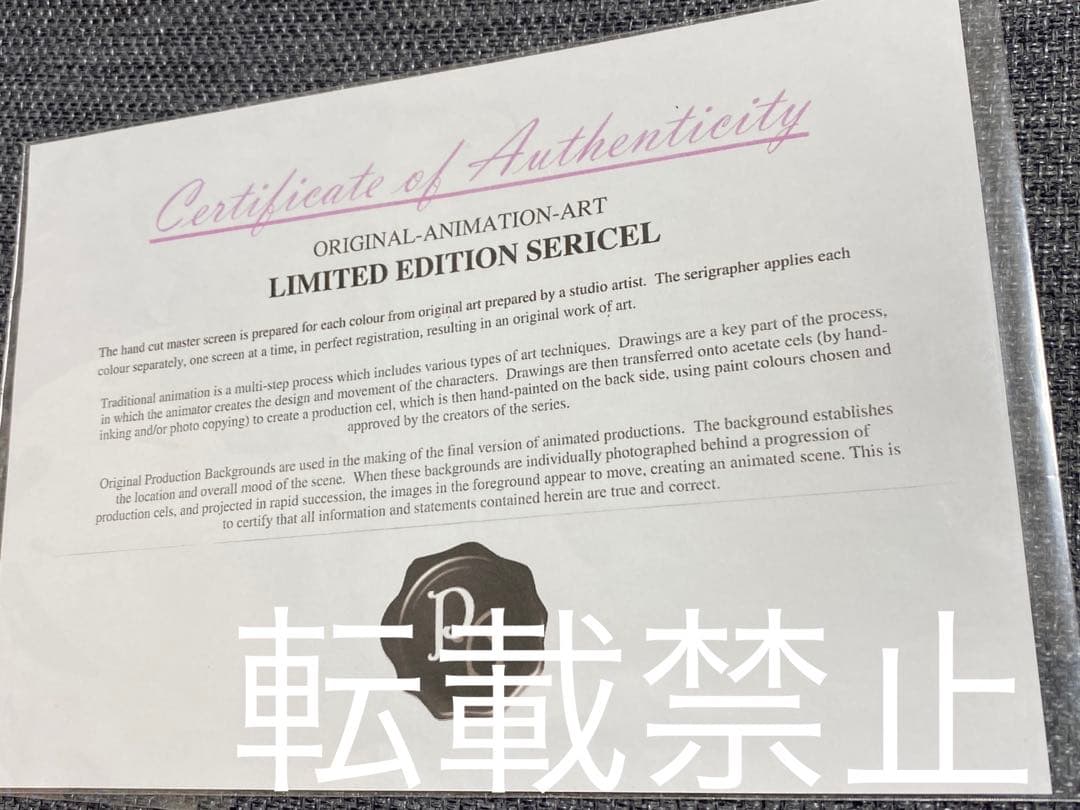 Certificate of Authenticity
ORIGINAL-ANIMATION-ART
LIMITED EDITION SERICEL
The hand cut master screen is prepared for each colour from original art prepared by a studio artist. The serigrapher applies each
colour separately, one screen at a time, in perfect registration, resulting in an original work of art.
Traditional animation is a multi-step process which includes various types of art techniques. Drawings are a key part of the process,
in which the animator creates the design and movement of the characters. Drawings are then transferred onto acetate cels (by hand-
inking and/or photo copying) to create a production cel, which is then hand-painted on the back side, using paint colours chosen and
approved by the creators of the series.
Original Production Backgrounds are used in the making of the final version of animated productions. The background establishes
the location and overall mood of the scene. When these backgrounds are individually photographed behind a progression of
production cels, and projected in rapid succession, the images in the foreground appear to move, creating an animated scene. This is
to certify that all information and statements contained herein are true and correct.
P
転載禁止